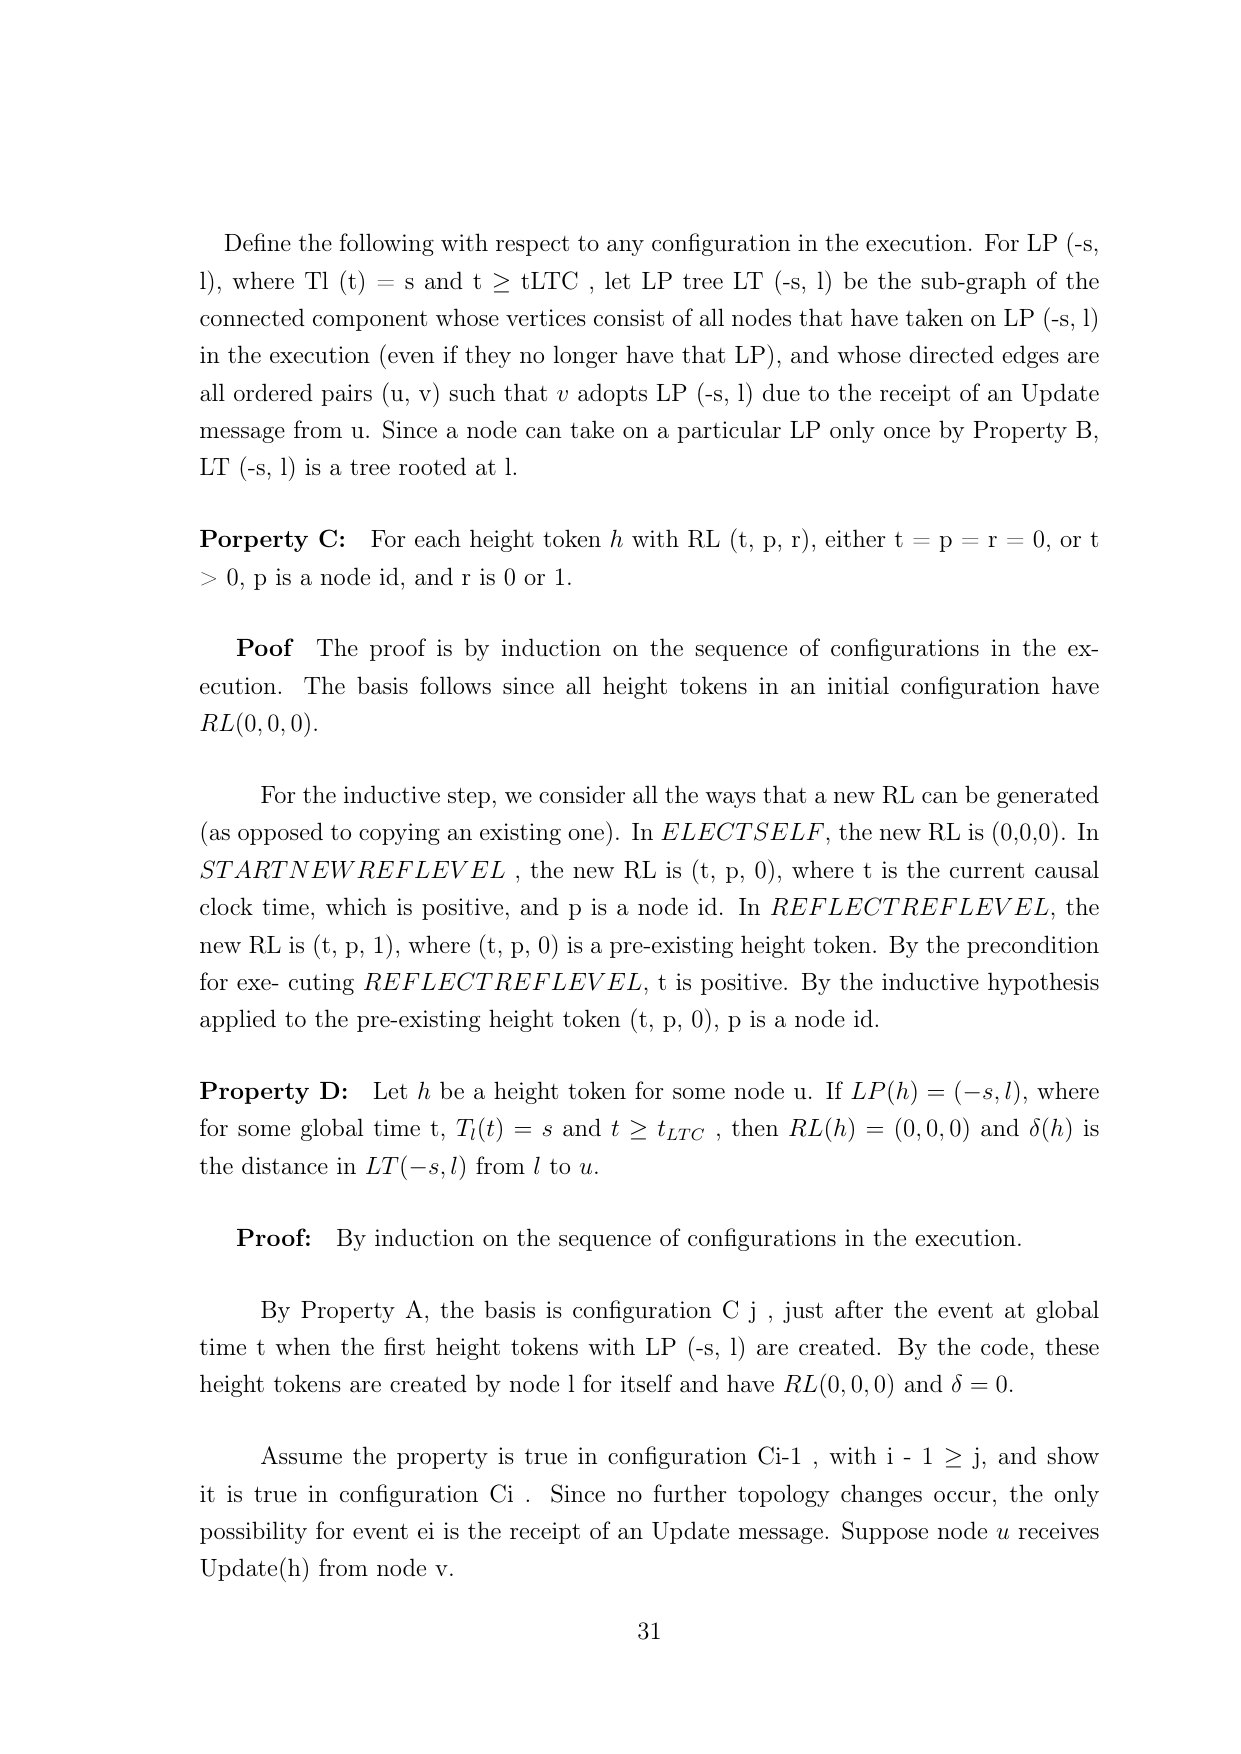 Define the following with respect to any configuration in the execution. For LP (-s,
l), where Tl (t) = s and t ≥ tLTC , let LP tree LT (-s, l) be the sub-graph of the
connected component whose vertices consist of all nodes that have taken on LP (-s, l)
in the execution (even if they no longer have that LP), and whose directed edges are
all ordered pairs (u, v) such that v adopts LP (-s, l) due to the receipt of an Update
message from u. Since a node can take on a particular LP only once by Property B,
LT (-s, l) is a tree rooted at l.
Porperty C: For each height token h with RL (t, p, r), either t = p = r = 0, or t
> 0, p is a node id, and r is 0 or 1.
Poof The proof is by induction on the sequence of configurations in the ex-
ecution. The basis follows since all height tokens in an initial configuration have
RL(0, 0, 0).
For the inductive step, we consider all the ways that a new RL can be generated
(as opposed to copying an existing one). In ELECTSELF, the new RL is (0,0,0). In
STARTNEWREFLEVEL , the new RL is (t, p, 0), where t is the current causal
clock time, which is positive, and p is a node id. In REFLECTREFLEVEL, the
new RL is (t, p, 1), where (t, p, 0) is a pre-existing height token. By the precondition
for exe- cuting REFLECTREFLEVEL, t is positive. By the inductive hypothesis
applied to the pre-existing height token (t, p, 0), p is a node id.
Property D: Let h be a height token for some node u. If LP(h) = (−s, l), where
for some global time t, Tl(t) = s and t ≥ tLTC , then RL(h) = (0, 0, 0) and δ(h) is
the distance in LT(−s, l) from l to u.
Proof: By induction on the sequence of configurations in the execution.
By Property A, the basis is configuration C j , just after the event at global
time t when the first height tokens with LP (-s, l) are created. By the code, these
height tokens are created by node l for itself and have RL(0, 0, 0) and δ = 0.
Assume the property is true in configuration Ci-1 , with i - 1 ≥ j, and show
it is true in configuration Ci . Since no further topology changes occur, the only
possibility for event ei is the receipt of an Update message. Suppose node u receives
Update(h) from node v.
31